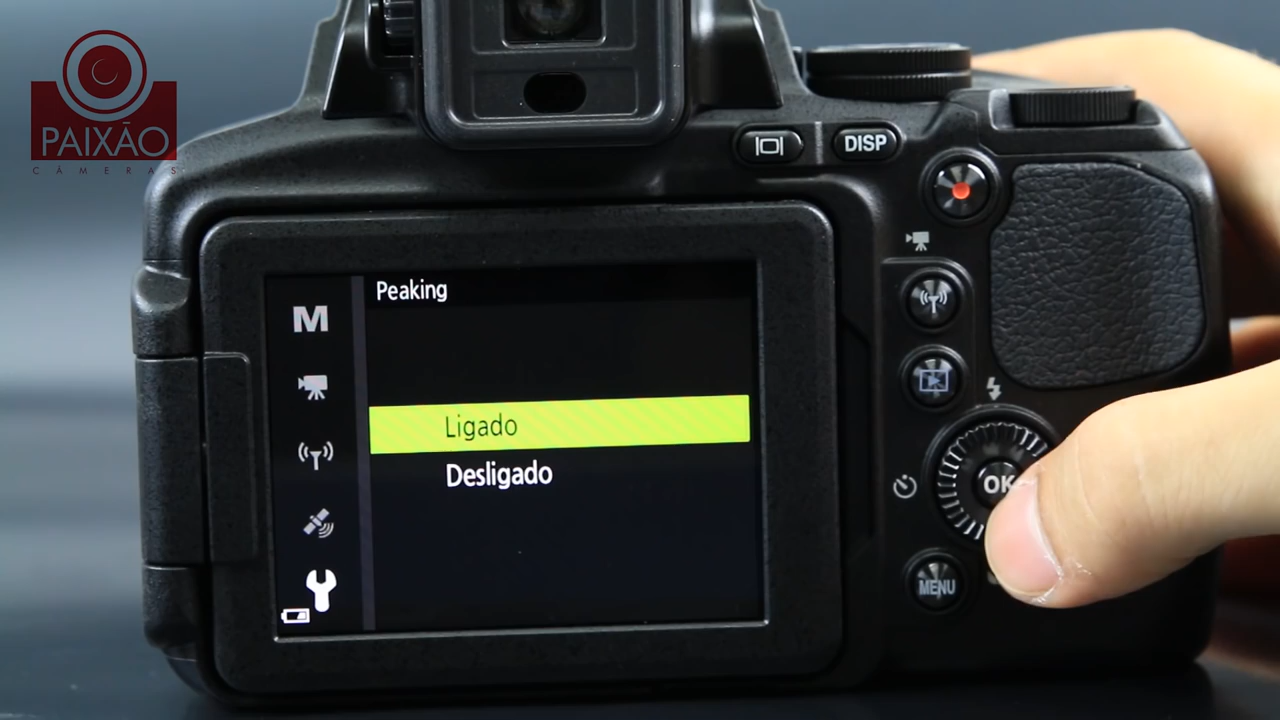 PAIXÃO
CÂMERAS
DISP
Peaking
M
Ligado
Desligado
OK
MENU